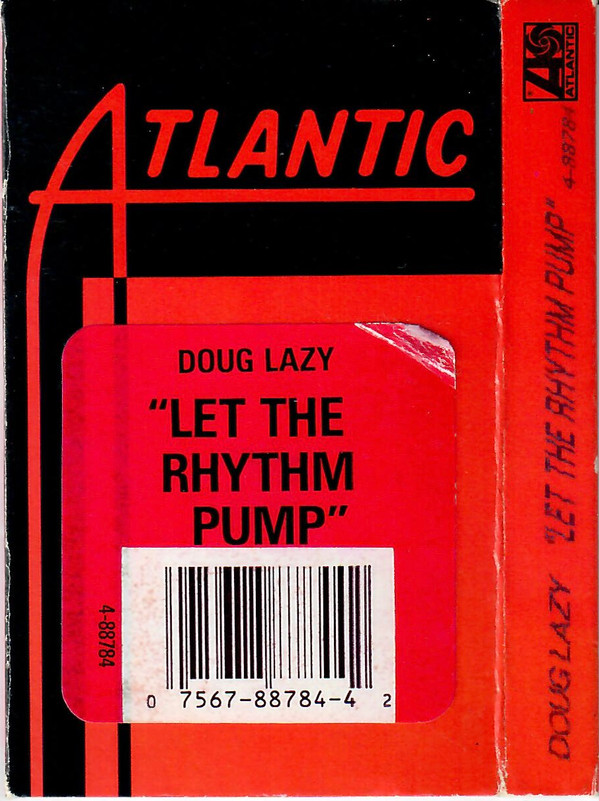 ATLANTIC
DOUG LAZY
"LET THE
RHYTHM
PUMP"
4-88784
0 7567-88784-4 2
ATLANTIC
DOUG LAZY "LET THE RHYTHM PUMP" 4-88784